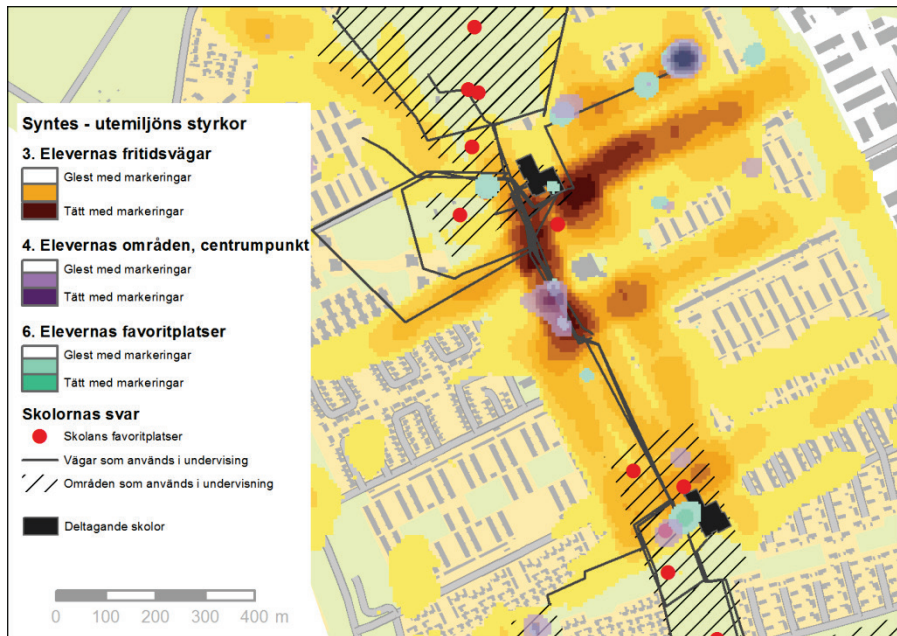 Syntes - utemiljöns styrkor
3. Elevernas fritidsvägar
Glest med markeringar
Tätt med markeringar
4. Elevernas områden, centrumpunkt
Glest med markeringar
Tätt med markeringar
6. Elevernas favoritplatser
Glest med markeringar
Tätt med markeringar
Skolornas svar
Skolans favoritplatser
Vägar som används i undervising
Områden som används i undervisning
Deltagande skolor
0 100 200 300 400 m